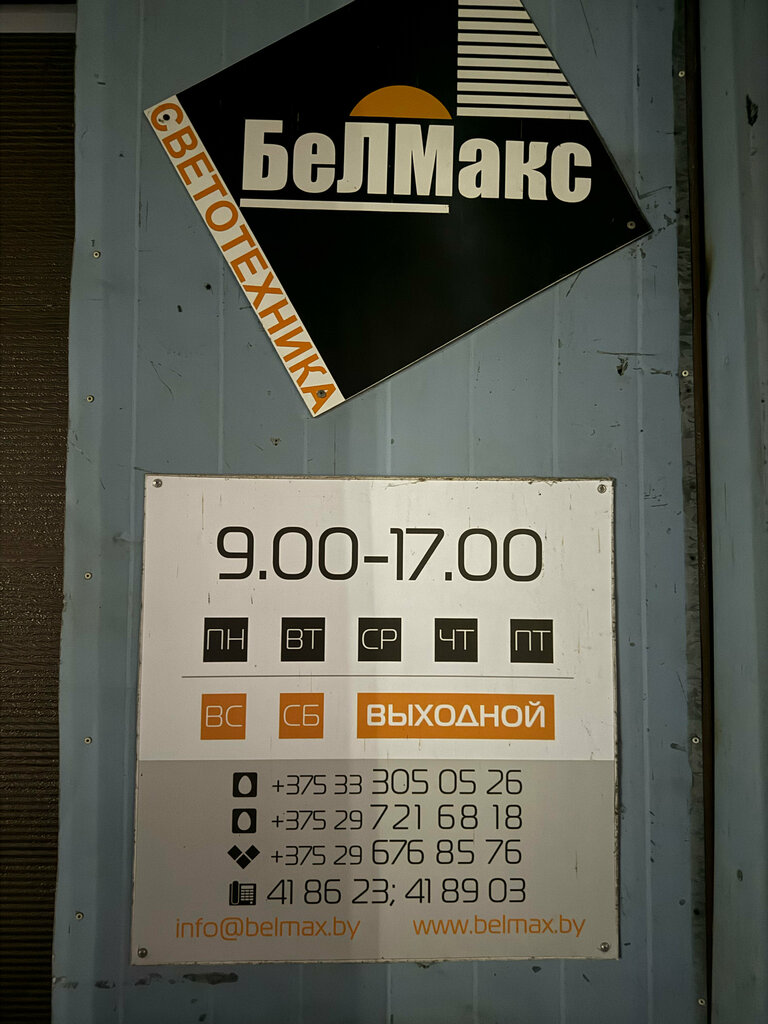 БелМакс
СВЕТОТЕХНИКА
9.00-17.00
ПН ВТ СР ЧТ ПТ
ВС СБ ВЫХОДНОЙ
+375 33 305 05 26
+375 29 721 68 18
+375 29 676 85 76
41 86 23; 41 89 03
info@belmax.by www.belmax.by